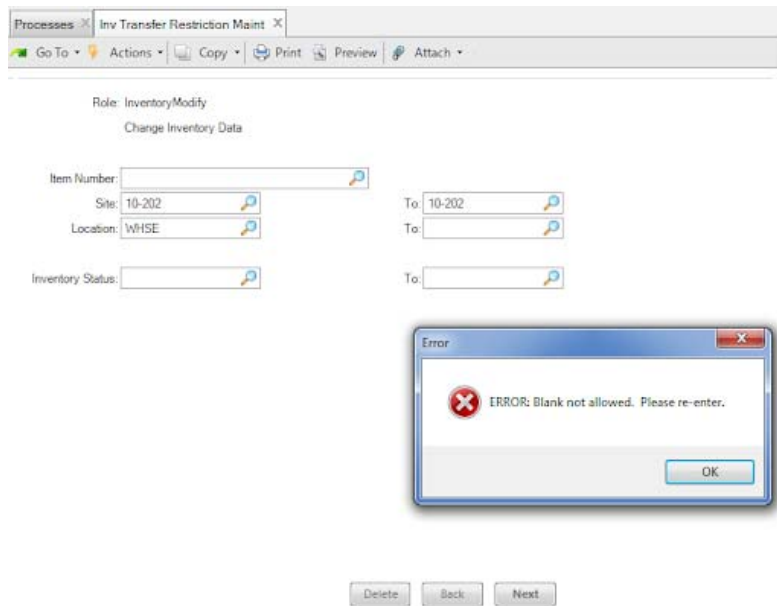 Processes Inv Transfer Restriction Maint
Go To Actions Copy Print Preview Attach
Role: InventoryModify
Change Inventory Data
Item Number:
Site: 10-202 To: 10-202
Location: WHSE To:
Inventory Status: To:
Error
ERROR: Blank not allowed. Please re-enter.
OK
Delete Back Next